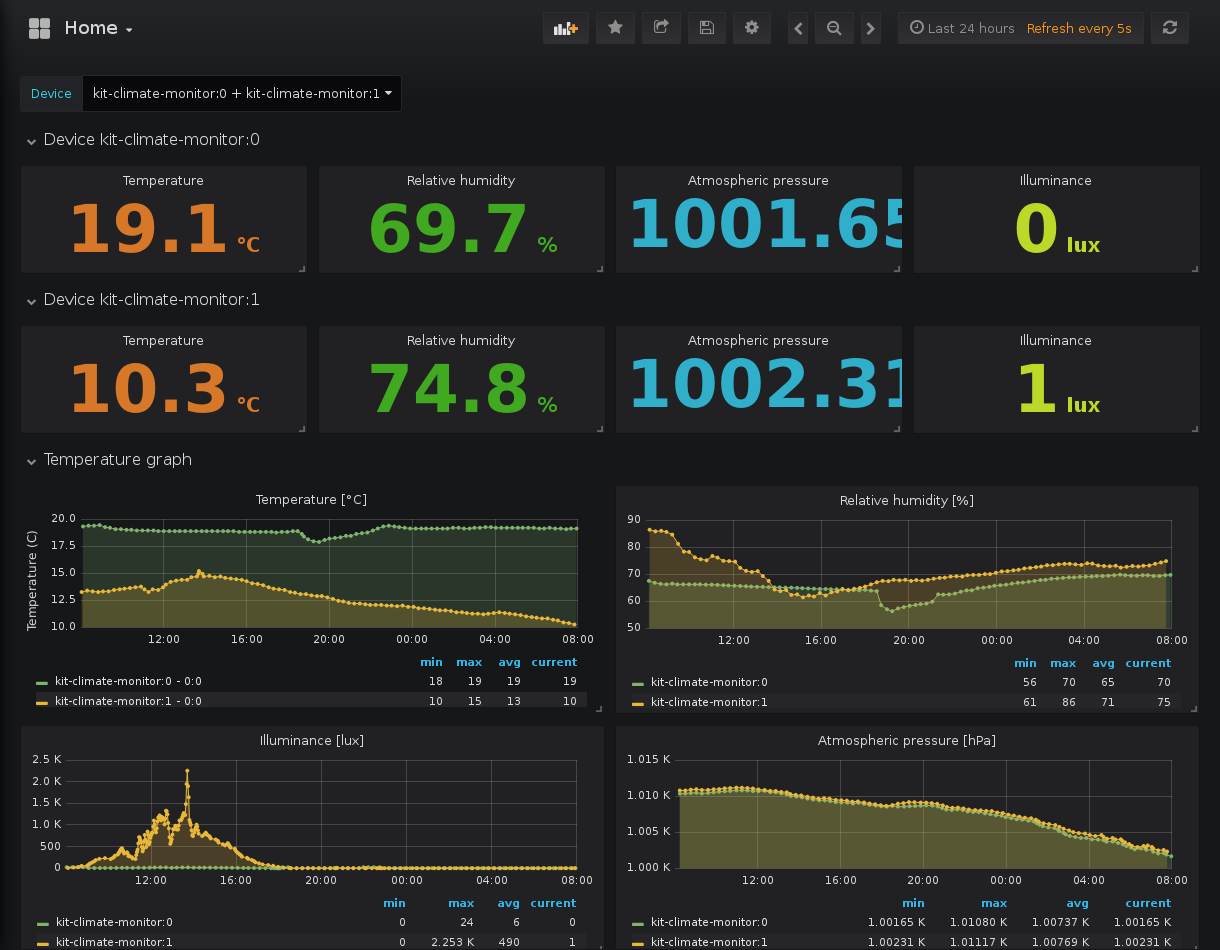 Home
Last 24 hours Refresh every 5s
Device kit-climate-monitor:0 + kit-climate-monitor:1
Device kit-climate-monitor:0
Temperature Relative humidity Atmospheric pressure Illuminance
19.1 °C 69.7 % 1001.65 0 lux
Device kit-climate-monitor:1
Temperature Relative humidity Atmospheric pressure Illuminance
10.3 °C 74.8 % 1002.31 1 lux
Temperature graph
Temperature [°C]
Temperature (C)
20.0
17.5
15.0
12.5
10.0
12:00 16:00 20:00 00:00 04:00 08:00
min max avg current
kit-climate-monitor:0 - 0:0 18 19 19 19
kit-climate-monitor:1 - 0:0 10 15 13 10
Relative humidity [%]
90
80
70
60
50
12:00 16:00 20:00 00:00 04:00 08:00
min max avg current
kit-climate-monitor:0 56 70 65 70
kit-climate-monitor:1 61 86 71 75
Illuminance [lux]
2.5 K
2.0 K
1.5 K
1.0 K
500
0
12:00 16:00 20:00 00:00 04:00 08:00
min max avg current
kit-climate-monitor:0 0 24 6 0
kit-climate-monitor:1 0 2.253 K 490 1
Atmospheric pressure [hPa]
1.015 K
1.010 K
1.005 K
1.000 K
12:00 16:00 20:00 00:00 04:00 08:00
min max avg current
kit-climate-monitor:0 1.00165 K 1.01080 K 1.00737 K 1.00165 K
kit-climate-monitor:1 1.00231 K 1.01117 K 1.00769 K 1.00231 K